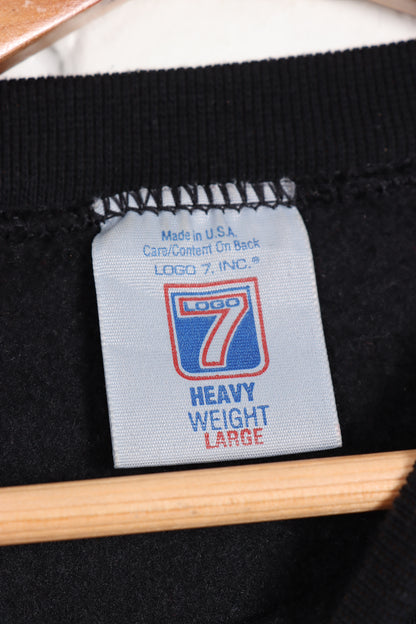 Made in U.S.A.
Care/Content On Back
LOGO 7, INC.®
LOGO
7
HEAVY
WEIGHT
LARGE